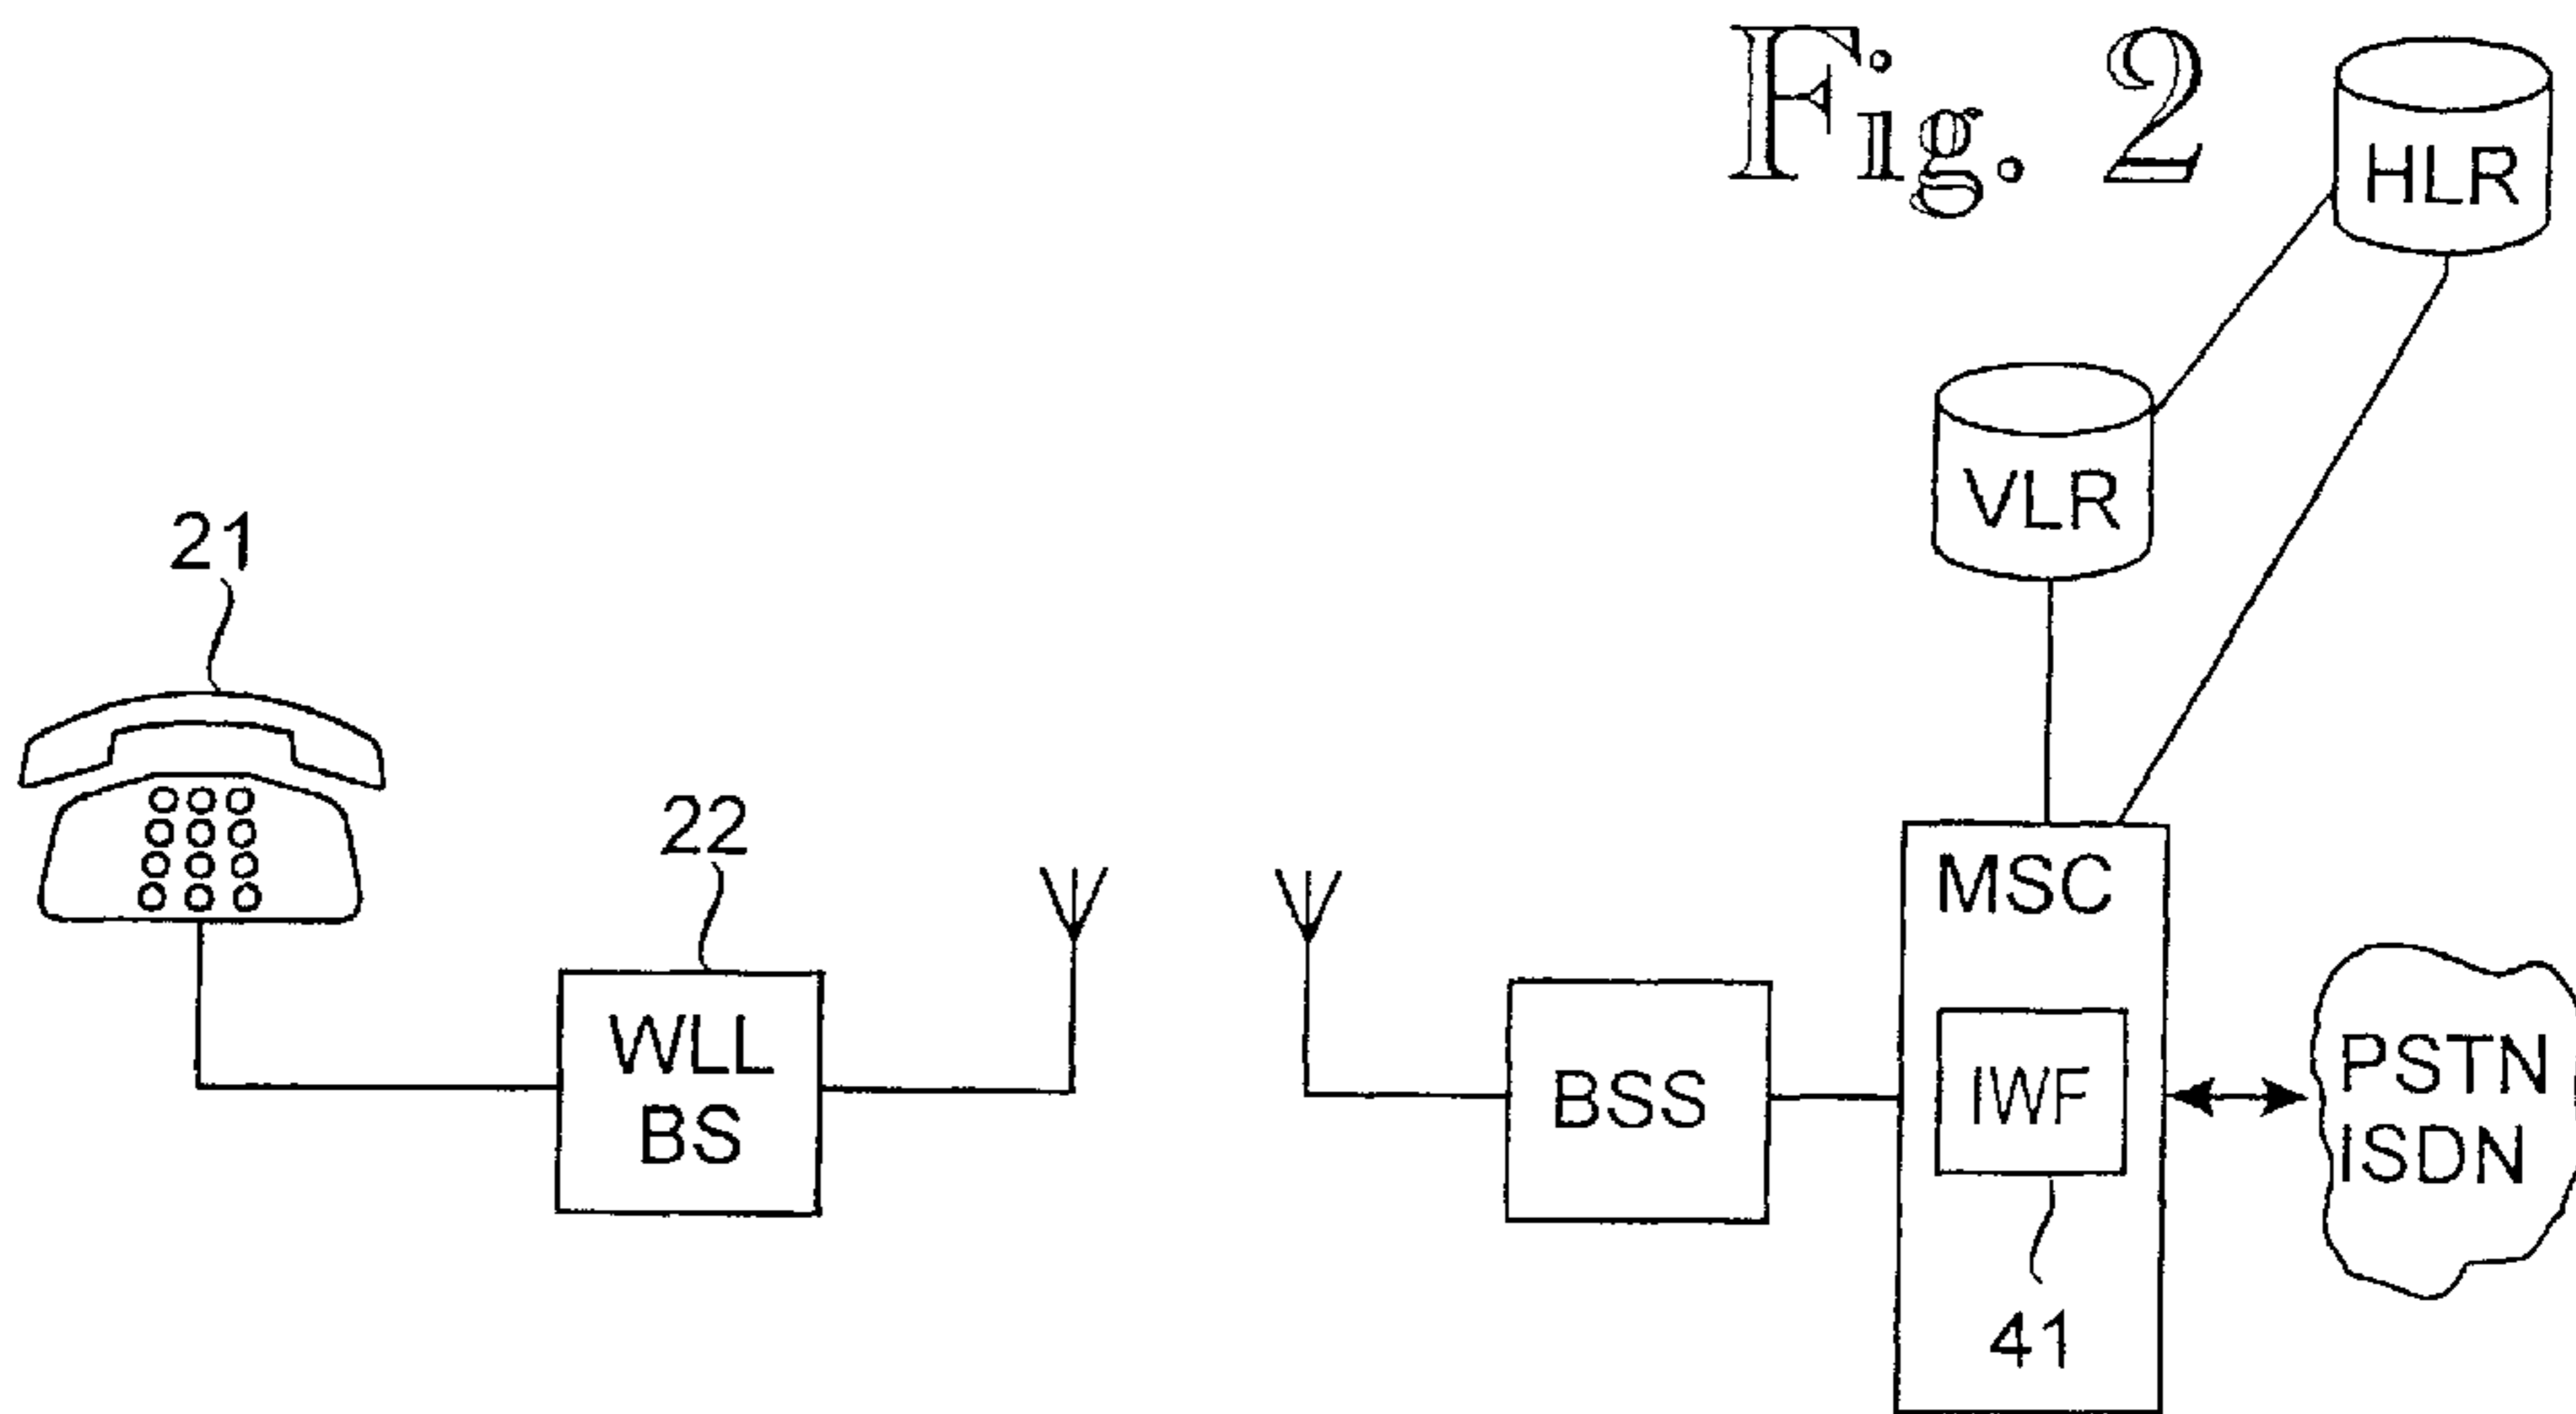 Fig. 2
HLR
VLR
21
22
MSC
WLL
BS
BSS
IWF
PSTN
ISDN
41